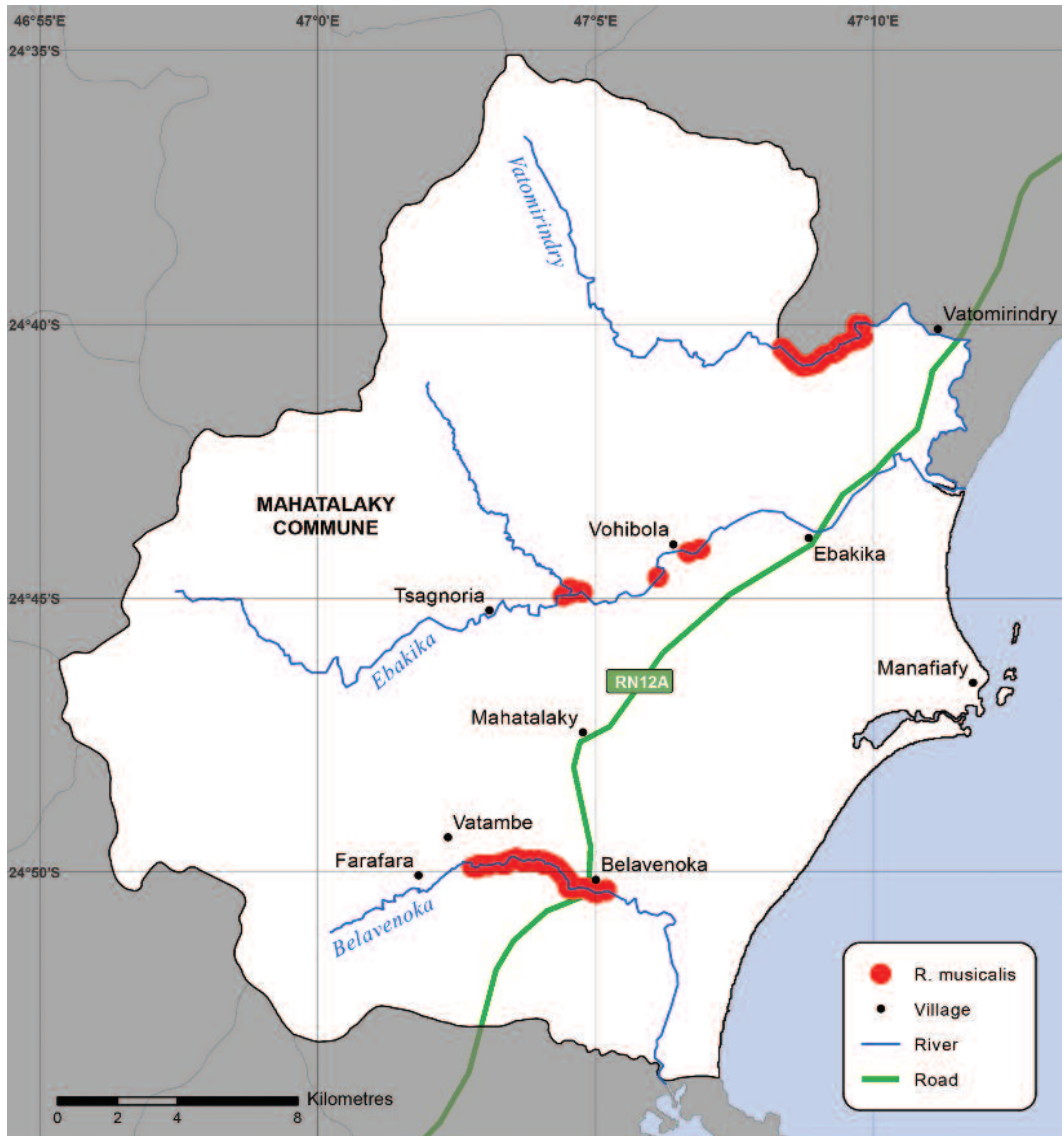 46°55'E
47°0'E
47°5'E
47°10'E
24°35'S
Vatomirindry
24°40'S
Vatomirindry
MAHATALAKY
COMMUNE
Vohibola
Ebakika
24°45'S
Tsagnoria
Ebakika
Manafiafy
RN12A
Mahatalaky
Vatambe
Farafara
Belavenoka
24°50'S
Belavenoka
R. musicalis
Village
River
Road
Kilometres
0 2 4 8